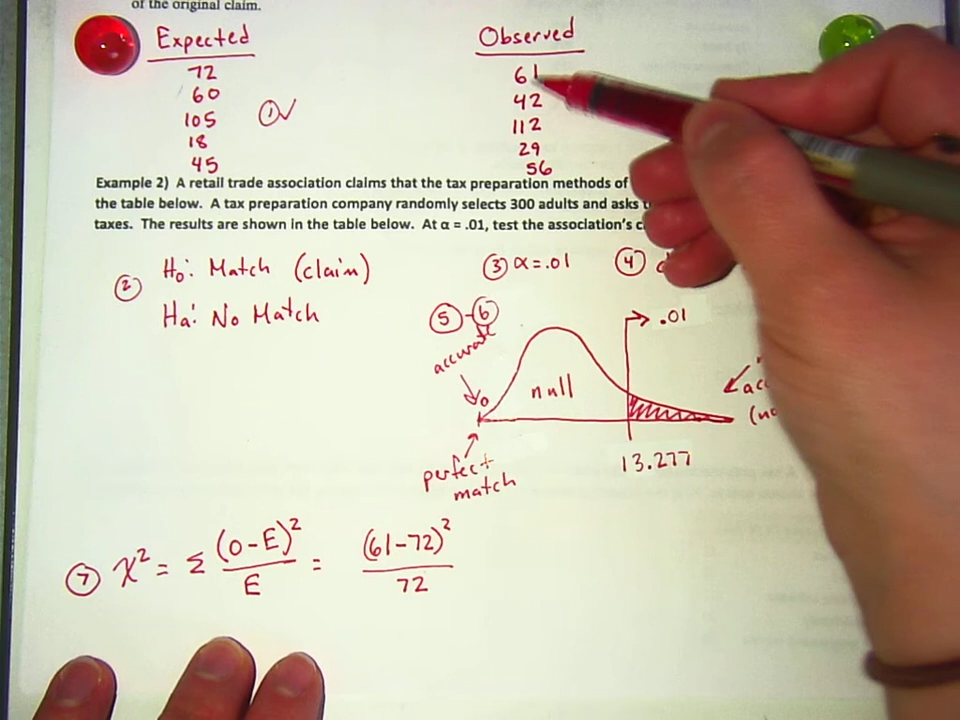 of the original claim.
Expected Observed
72 61
60 42
105 ① 112
18 29
45 56
Example 2) A retail trade association claims that the tax preparation methods of
the table below. A tax preparation company randomly selects 300 adults and asks
taxes. The results are shown in the table below. At α = .01, test the association's
② H₀: Match (claim)
Ha: No Match
③ α = .01
④
⑤-⑥
accurate
0
null
.01
perfect
match
13.277
⑦ χ² = Σ (O-E)²/E = (61-72)²/72